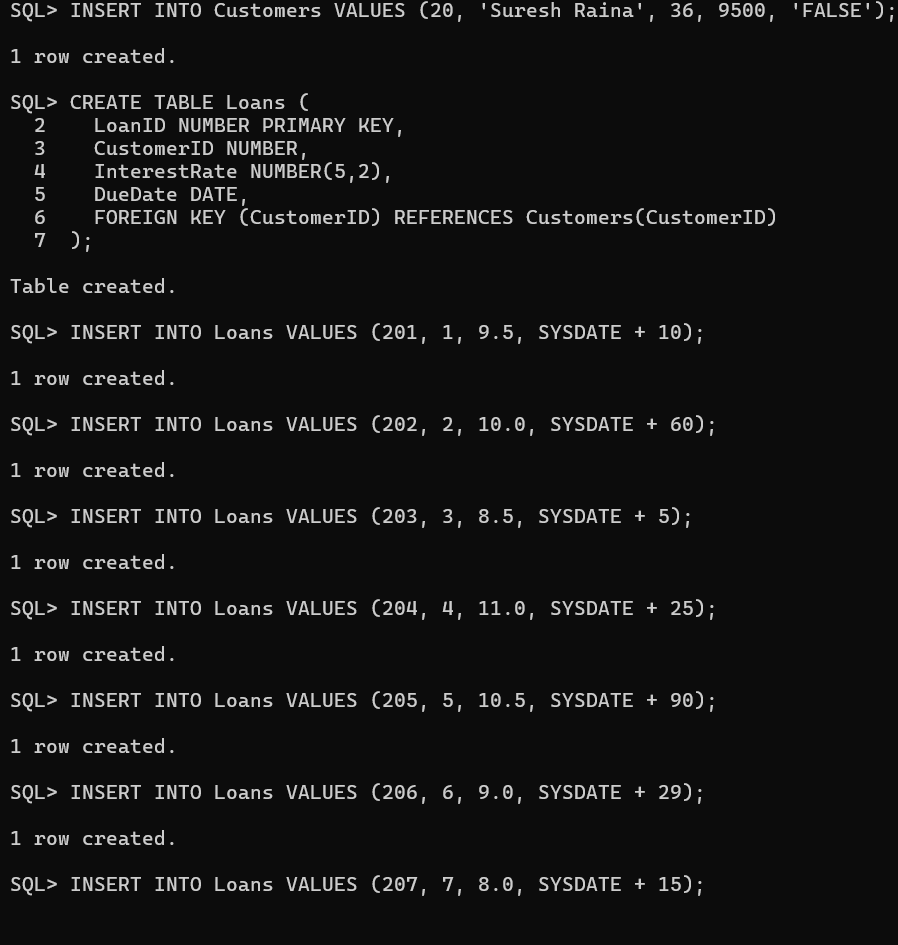 SQL> INSERT INTO Customers VALUES (20, 'Suresh Raina', 36, 9500, 'FALSE');
1 row created.
SQL> CREATE TABLE Loans (
  2    LoanID NUMBER PRIMARY KEY,
  3    CustomerID NUMBER,
  4    InterestRate NUMBER(5,2),
  5    DueDate DATE,
  6    FOREIGN KEY (CustomerID) REFERENCES Customers(CustomerID)
  7  );
Table created.
SQL> INSERT INTO Loans VALUES (201, 1, 9.5, SYSDATE + 10);
1 row created.
SQL> INSERT INTO Loans VALUES (202, 2, 10.0, SYSDATE + 60);
1 row created.
SQL> INSERT INTO Loans VALUES (203, 3, 8.5, SYSDATE + 5);
1 row created.
SQL> INSERT INTO Loans VALUES (204, 4, 11.0, SYSDATE + 25);
1 row created.
SQL> INSERT INTO Loans VALUES (205, 5, 10.5, SYSDATE + 90);
1 row created.
SQL> INSERT INTO Loans VALUES (206, 6, 9.0, SYSDATE + 29);
1 row created.
SQL> INSERT INTO Loans VALUES (207, 7, 8.0, SYSDATE + 15);